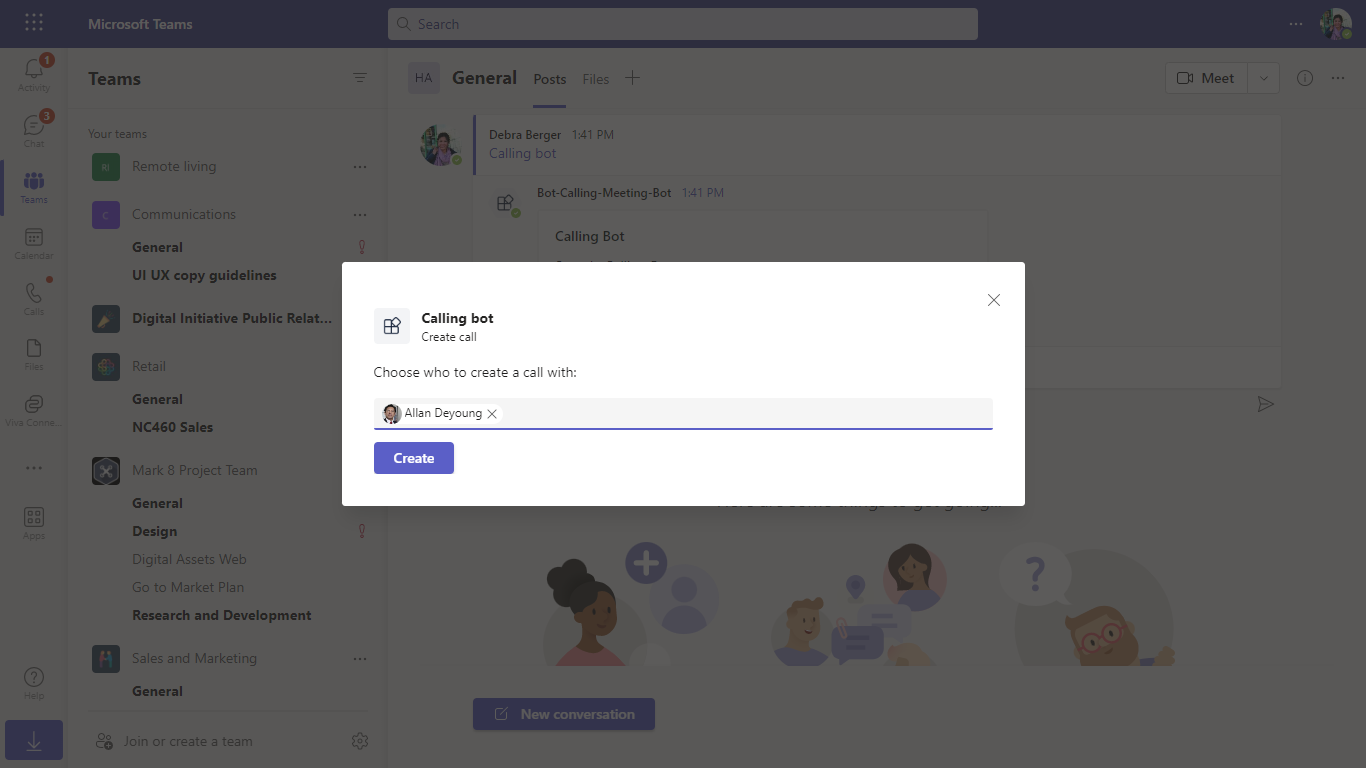 Microsoft Teams
Search
Activity
1
Chat
3
Teams
Calendar
Calls
Files
Viva Conne...
Apps
Help
Teams
Your teams
RI
Remote living
C
Communications
General
UI UX copy guidelines
Digital Initiative Public Relat...
Retail
General
NC460 Sales
Mark 8 Project Team
General
Design
Digital Assets Web
Go to Market Plan
Research and Development
Sales and Marketing
General
Join or create a team
HA General Posts Files
Meet
Debra Berger 1:41 PM
Calling bot
Bot-Calling-Meeting-Bot 1:41 PM
Calling Bot
Calling bot
Create call
Choose who to create a call with:
Allan Deyoung
Create
?
New conversation